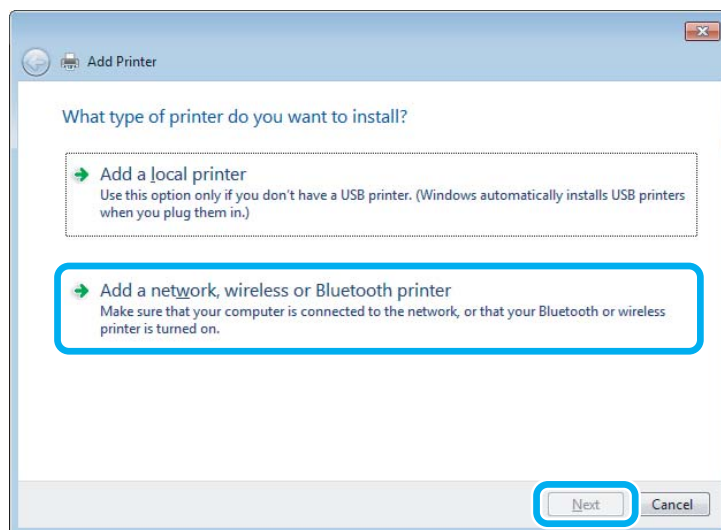 Add Printer
What type of printer do you want to install?
Add a local printer
Use this option only if you don't have a USB printer. (Windows automatically installs USB printers
when you plug them in.)
Add a network, wireless or Bluetooth printer
Make sure that your computer is connected to the network, or that your Bluetooth or wireless
printer is turned on.
Next Cancel